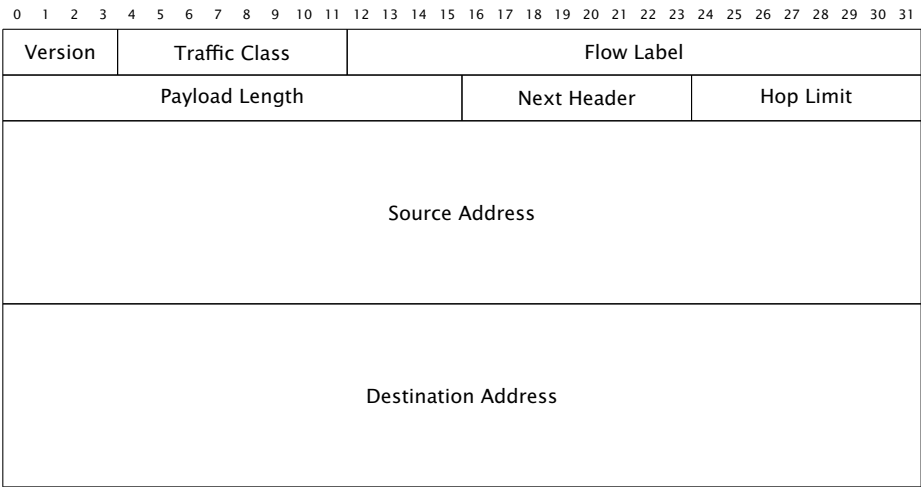 0 1 2 3 4 5 6 7 8 9 10 11 12 13 14 15 16 17 18 19 20 21 22 23 24 25 26 27 28 29 30 31
Version Traffic Class Flow Label
Payload Length Next Header Hop Limit
Source Address
Destination Address